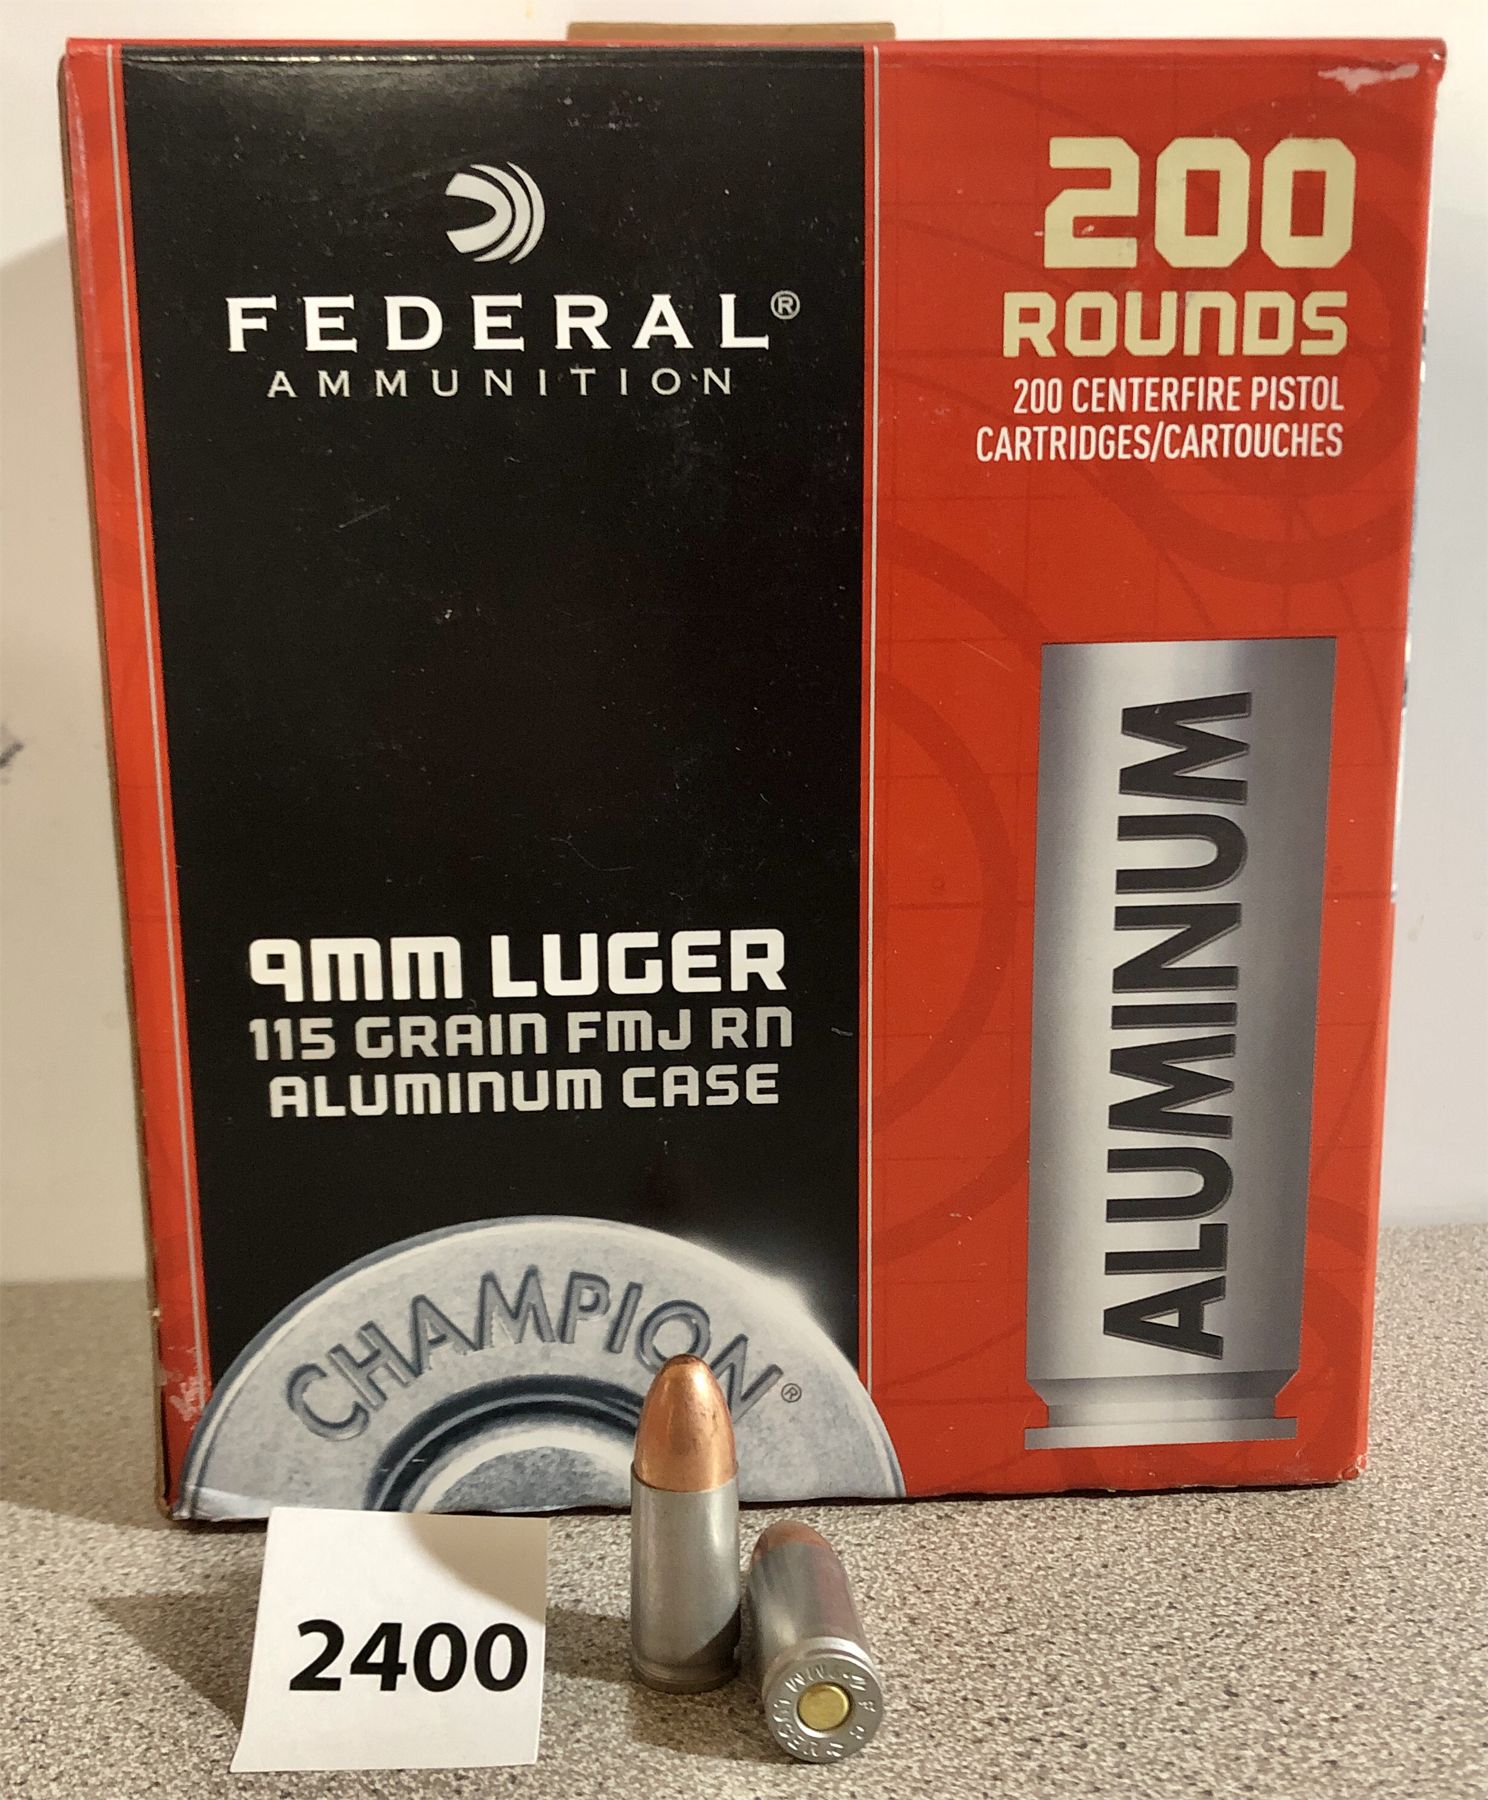 FEDERAL®
AMMUNITION
200
ROUNDS
200 CENTERFIRE PISTOL
CARTRIDGES/CARTOUCHES
ALUMINUM
9MM LUGER
115 GRAIN FMJ RN
ALUMINUM CASE
CHAMPION®
2400